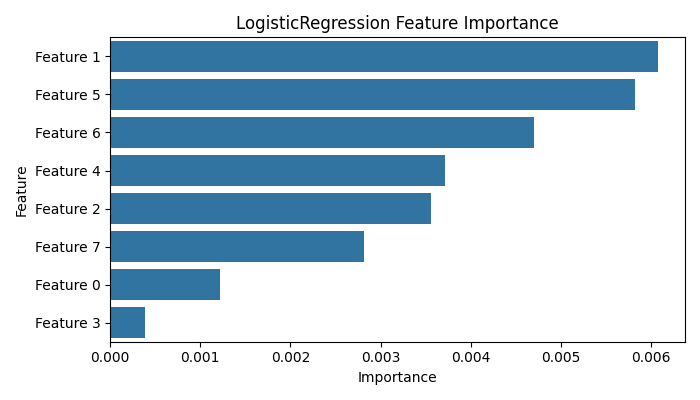 LogisticRegression Feature Importance
Feature
Feature 1
Feature 5
Feature 6
Feature 4
Feature 2
Feature 7
Feature 0
Feature 3
0.000 0.001 0.002 0.003 0.004 0.005 0.006
Importance